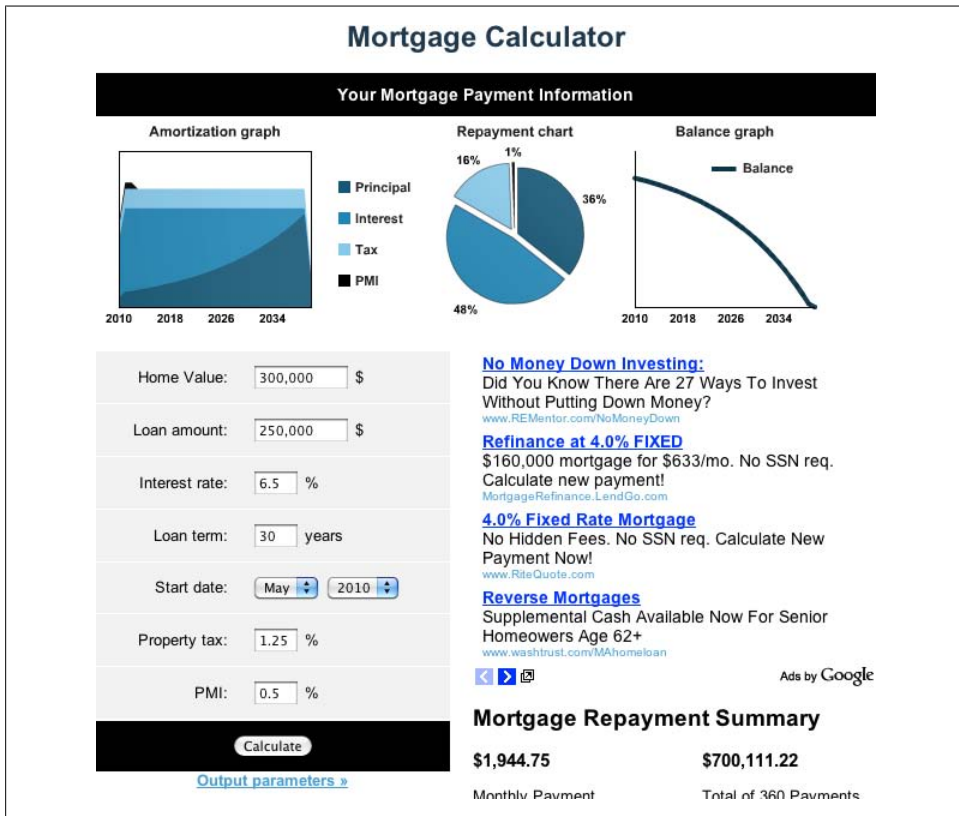 Mortgage Calculator
Your Mortgage Payment Information
Amortization graph
2010 2018 2026 2034
Principal
Interest
Tax
PMI
Repayment chart
1%
16%
36%
48%
Balance graph
Balance
2010 2018 2026 2034
Home Value: 300,000 $
Loan amount: 250,000 $
Interest rate: 6.5 %
Loan term: 30 years
Start date: May 2010
Property tax: 1.25 %
PMI: 0.5 %
Calculate
Output parameters »
No Money Down Investing:
Did You Know There Are 27 Ways To Invest
Without Putting Down Money?
www.REMentor.com/NoMoneyDown
Refinance at 4.0% FIXED
$160,000 mortgage for $633/mo. No SSN req.
Calculate new payment!
MortgageRefinance.LendGo.com
4.0% Fixed Rate Mortgage
No Hidden Fees. No SSN req. Calculate New
Payment Now!
www.RiteQuote.com
Reverse Mortgages
Supplemental Cash Available Now For Senior
Homeowers Age 62+
www.washtrust.com/MAhomeloan
Ads by Google
Mortgage Repayment Summary
$1,944.75 $700,111.22
Monthly Payment Total of 360 Payments